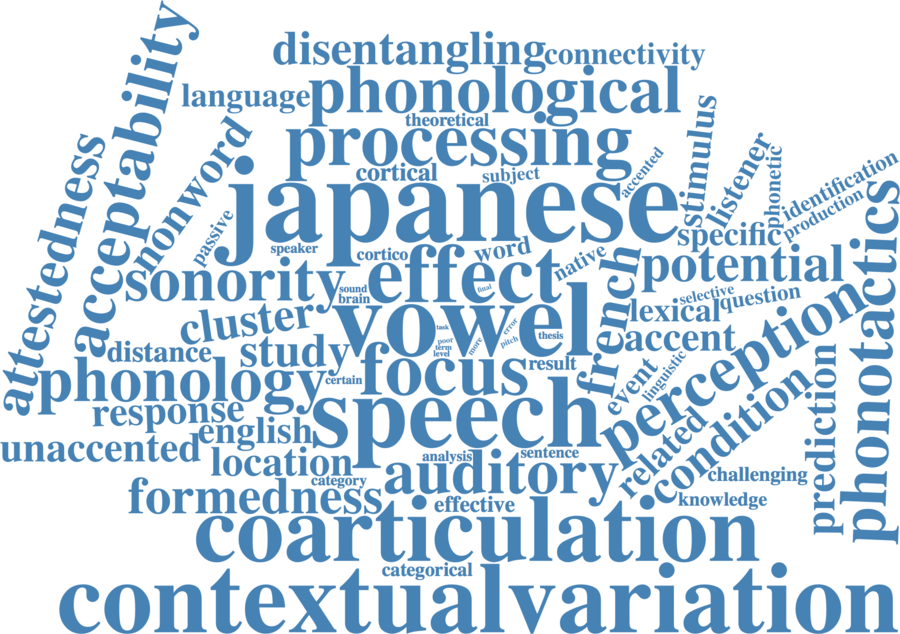 disentangling
connectivity
acceptability
language
phonological
theoretical
processing
stimulus
attestedness
nonword
cortical
subject
accented
listener
phonetic
identification
production
japanese
passive
speaker
cortico
word
native
specific
sonority
sound
brain
effect
final
french
potential
phonotactics
selective
question
lexical
cluster
vowel
task
error
pitch
more
poor
term
level
thesis
accent
distance
study
focus
result
perception
phonology
certain
event
linguistic
condition
prediction
response
english
speech
unaccented
location
analysis
sentence
related
category
auditory
challenging
formedness
effective
knowledge
coarticulation
categorical
contextualvariation